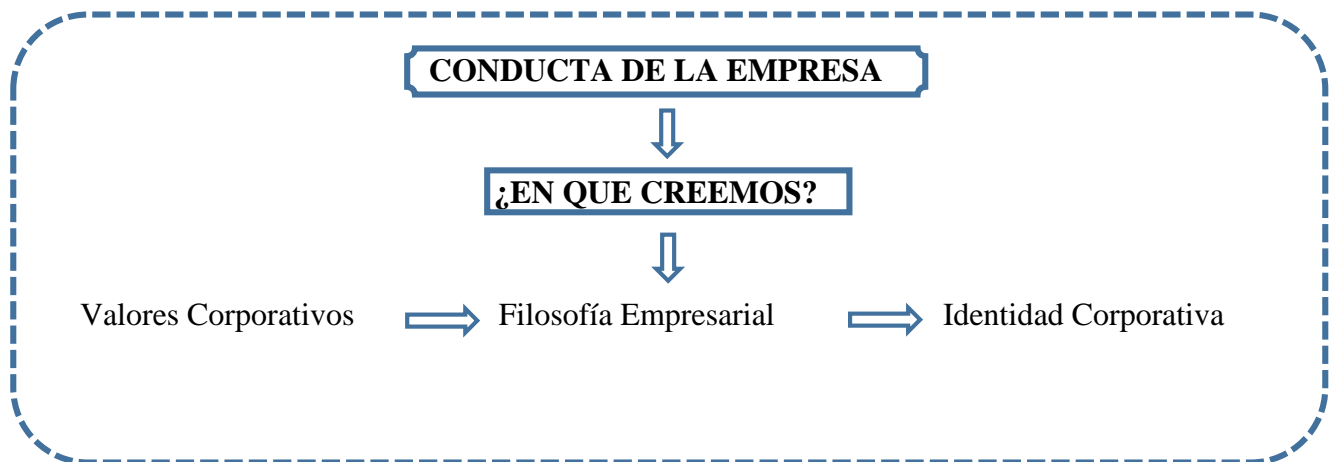 CONDUCTA DE LA EMPRESA
¿EN QUE CREEMOS?
Valores Corporativos Filosofía Empresarial Identidad Corporativa